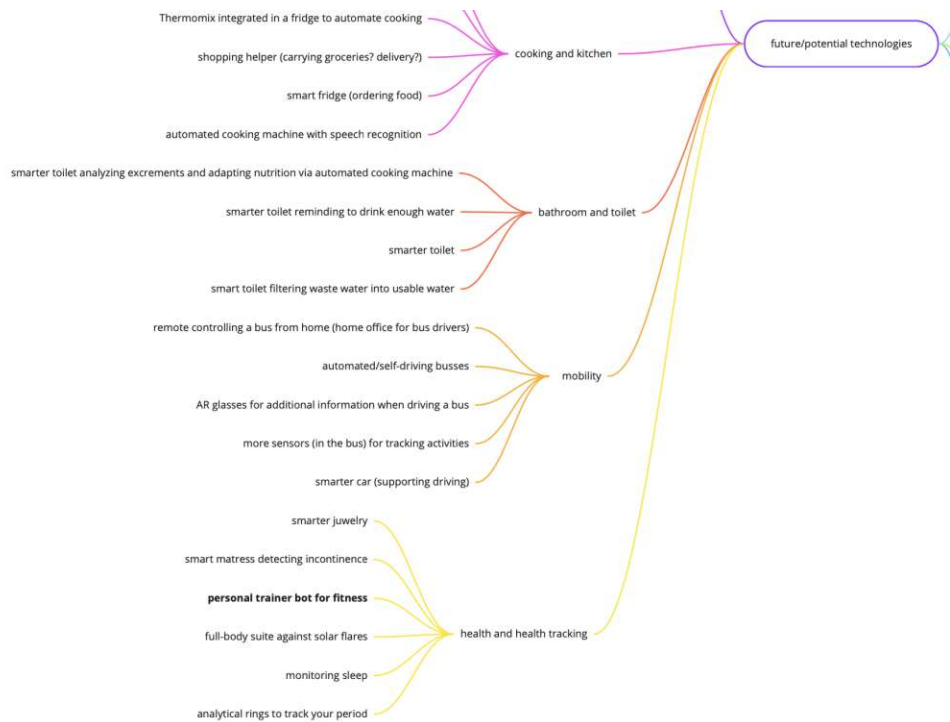 future/potential technologies
cooking and kitchen
Thermomix integrated in a fridge to automate cooking
shopping helper (carrying groceries? delivery?)
smart fridge (ordering food)
automated cooking machine with speech recognition
bathroom and toilet
smarter toilet analyzing excrements and adapting nutrition via automated cooking machine
smarter toilet reminding to drink enough water
smarter toilet
smart toilet filtering waste water into usable water
mobility
remote controlling a bus from home (home office for bus drivers)
automated/self-driving busses
AR glasses for additional information when driving a bus
more sensors (in the bus) for tracking activities
smarter car (supporting driving)
health and health tracking
smarter juwelry
smart matress detecting incontinence
personal trainer bot for fitness
full-body suite against solar flares
monitoring sleep
analytical rings to track your period